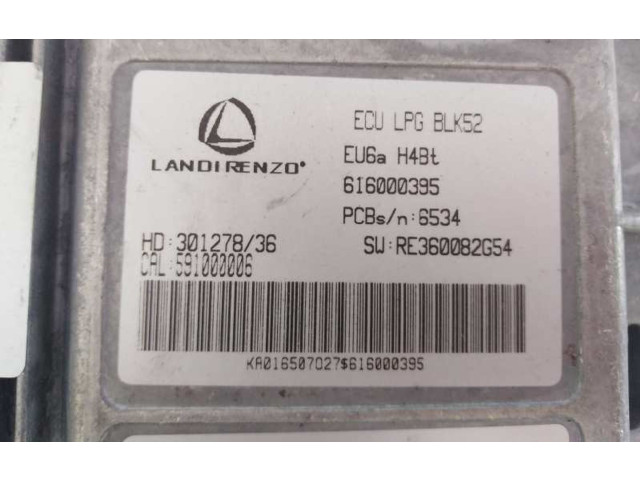 ECU LPG BLK52
LANDIRENZO®
EU6a H4Bt
616000395
PCBs/n:6534
HD:301278/36
SW:RE360082G54
CAL:591000006
KA016507027$616000395